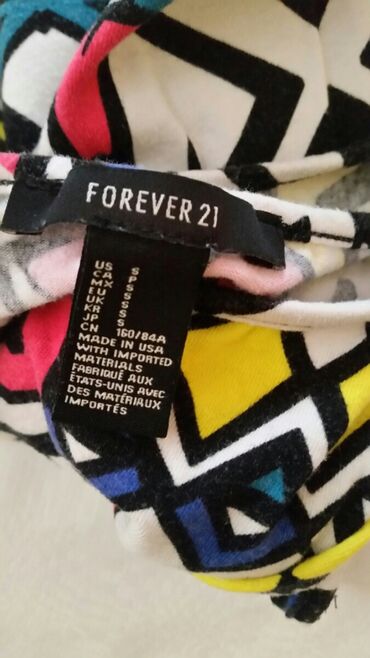 FOREVER 21
US S
CA P
MX S
EU S
UK S
KR S
JP S
CN 160/84A
MADE IN USA
WITH IMPORTED
MATERIALS
FABRIQUÉ AUX
ÉTATS-UNIS AVEC
DES MATÉRIAUX
IMPORTÉS